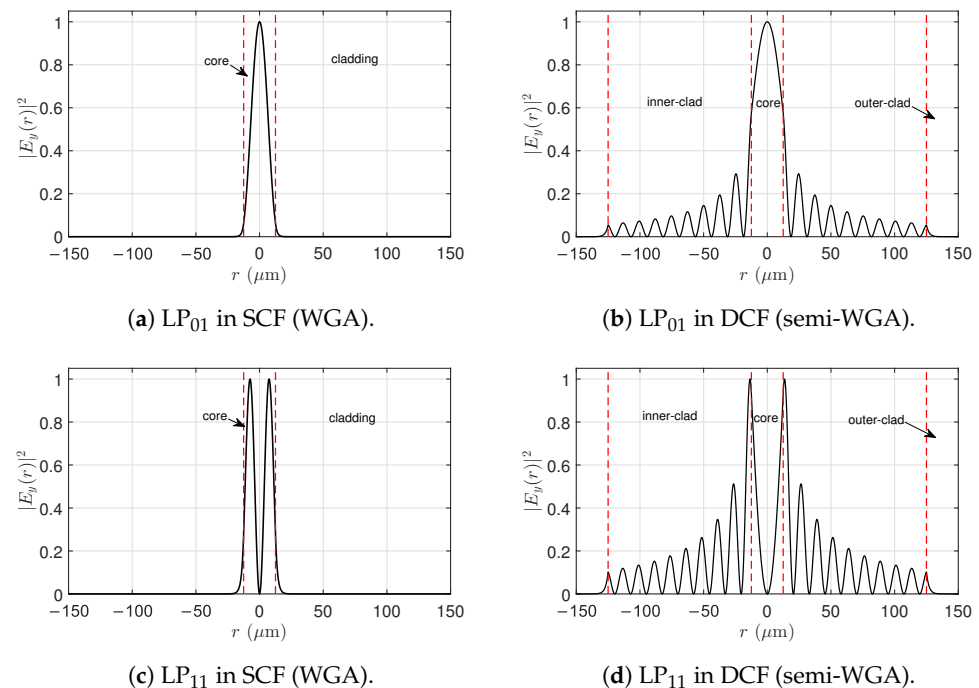 1
0.8
0.6
0.4
0.2
0
|E_y(r)|^2
core
cladding
−150 −100 −50 0 50 100 150
r (μm)
(a) LP_01 in SCF (WGA).
1
0.8
0.6
0.4
0.2
0
|E_y(r)|^2
inner-clad
core
outer-clad
−150 −100 −50 0 50 100 150
r (μm)
(b) LP_01 in DCF (semi-WGA).
1
0.8
0.6
0.4
0.2
0
|E_y(r)|^2
core
cladding
−150 −100 −50 0 50 100 150
r (μm)
(c) LP_11 in SCF (WGA).
1
0.8
0.6
0.4
0.2
0
|E_y(r)|^2
inner-clad
core
outer-clad
−150 −100 −50 0 50 100 150
r (μm)
(d) LP_11 in DCF (semi-WGA).